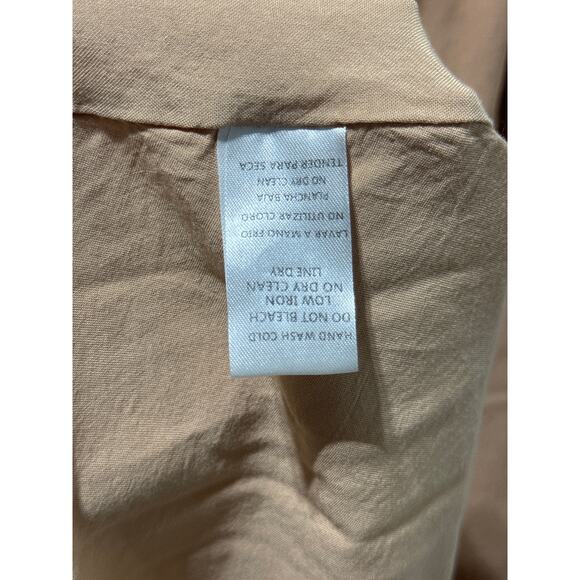 HAND WASH COLD
DO NOT BLEACH
LOW IRON
NO DRY CLEAN
LINE DRY
LAVAR A MANO FRIO
NO UTILIZAR CLORO
PLANCHA BAJA
NO DRY CLEAN
TENDER PARA SECA